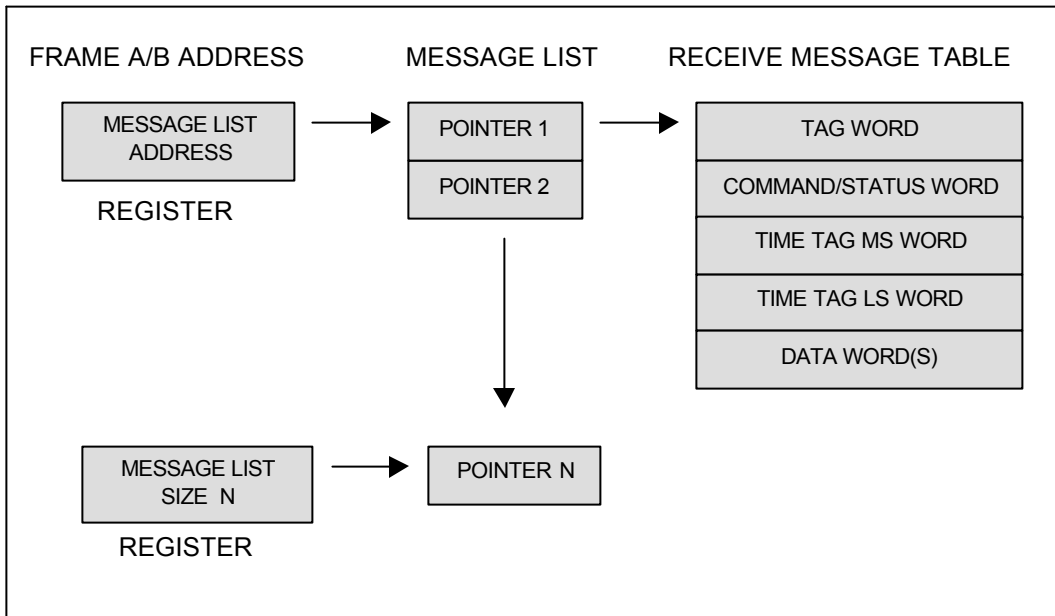 FRAME A/B ADDRESS
MESSAGE LIST
ADDRESS
REGISTER
MESSAGE LIST
SIZE N
REGISTER
MESSAGE LIST
POINTER 1
POINTER 2
POINTER N
RECEIVE MESSAGE TABLE
TAG WORD
COMMAND/STATUS WORD
TIME TAG MS WORD
TIME TAG LS WORD
DATA WORD(S)